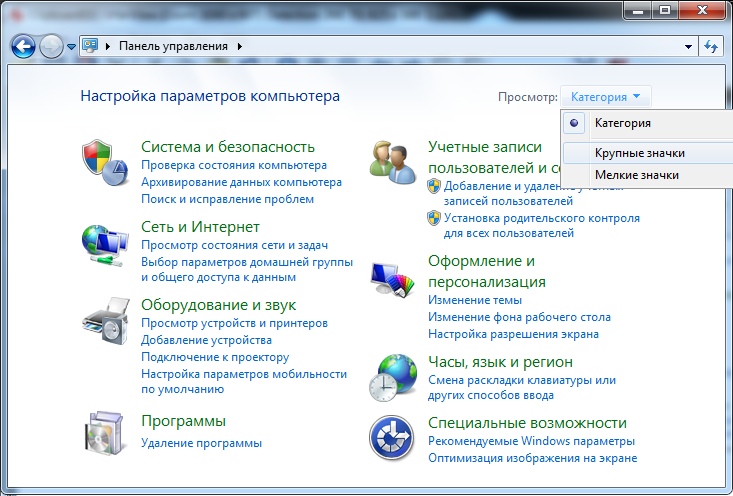 Панель управления
Настройка параметров компьютера
Просмотр:
Категория
Категория
Крупные значки
Мелкие значки
Система и безопасность
Проверка состояния компьютера
Архивирование данных компьютера
Поиск и исправление проблем
Сеть и Интернет
Просмотр состояния сети и задач
Выбор параметров домашней группы
и общего доступа к данным
Оборудование и звук
Просмотр устройств и принтеров
Добавление устройства
Подключение к проектору
Настройка параметров мобильности
по умолчанию
Программы
Удаление программы
Учетные записи
пользователей и
Добавление и удаление учетных
записей пользователей
Установка родительского контроля
для всех пользователей
Оформление и
персонализация
Изменение темы
Изменение фона рабочего стола
Настройка разрешения экрана
Часы, язык и регион
Смена раскладки клавиатуры или
других способов ввода
Специальные возможности
Рекомендуемые Windows параметры
Оптимизация изображения на экране